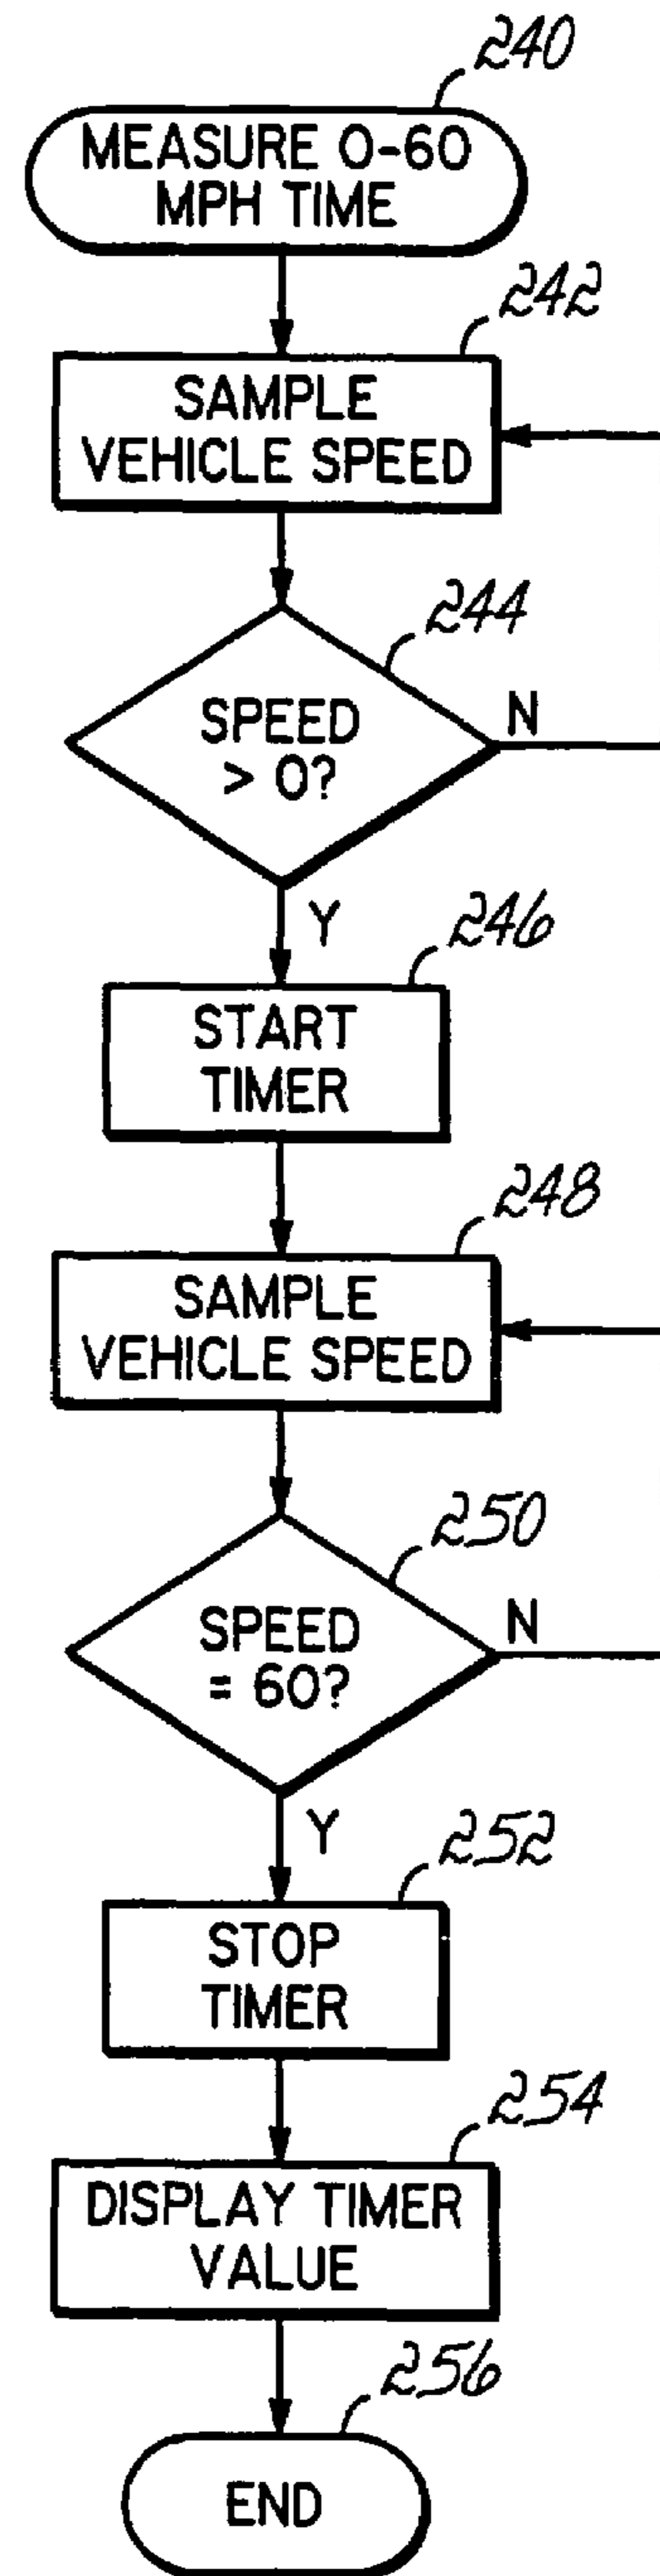 240
MEASURE 0-60
MPH TIME
242
SAMPLE
VEHICLE SPEED
244
SPEED
> 0?
N
Y
246
START
TIMER
248
SAMPLE
VEHICLE SPEED
250
SPEED
= 60?
N
Y
252
STOP
TIMER
254
DISPLAY TIMER
VALUE
256
END